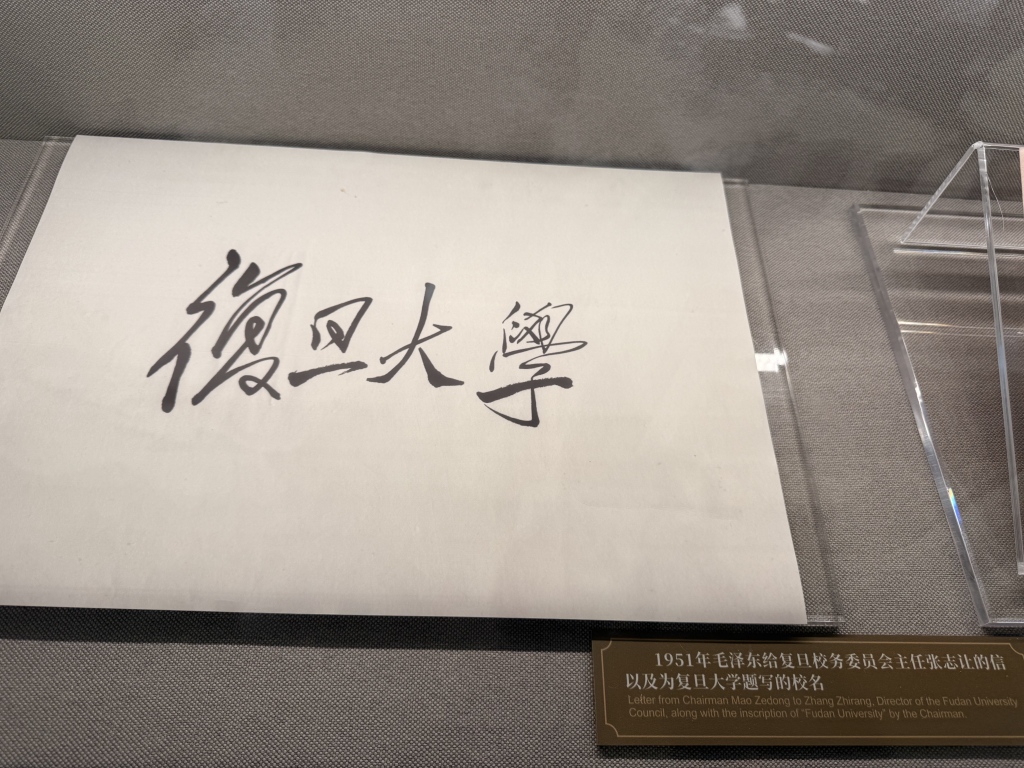 復旦大學
1951年毛泽东给复旦校务委员会主任张志让的信
以及为复旦大学题写的校名
Letter from Chairman Mao Zedong to Zhang Zhirang, Director of the Fudan University
Council, along with the inscription of "Fudan University" by the Chairman.